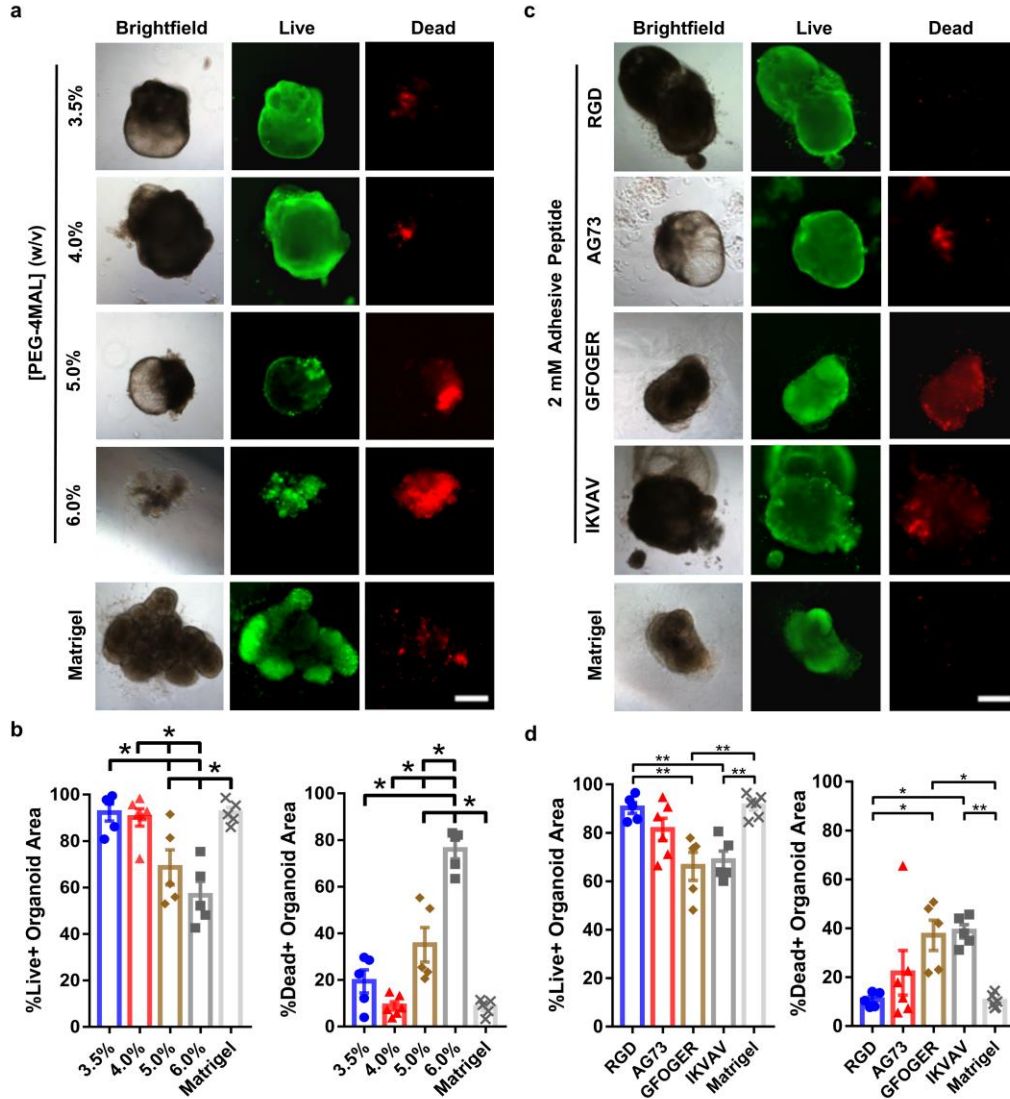 a
Brightfield Live Dead
[PEG-4MAL] (w/v)
3.5%
4.0%
5.0%
6.0%
Matrigel
c
Brightfield Live Dead
2 mM Adhesive Peptide
RGD
AG73
GFOGER
IKVAV
Matrigel
b
* * *
%Live+ Organoid Area
100
80
60
40
20
0
3.5% 4.0% 5.0% 6.0% Matrigel
* * * *
%Dead+ Organoid Area
100
80
60
40
20
0
3.5% 4.0% 5.0% 6.0% Matrigel
d
** ** ** **
%Live+ Organoid Area
100
80
60
40
20
0
RGD AG73 GFOGER IKVAV Matrigel
* * * **
%Dead+ Organoid Area
100
80
60
40
20
0
RGD AG73 GFOGER IKVAV Matrigel